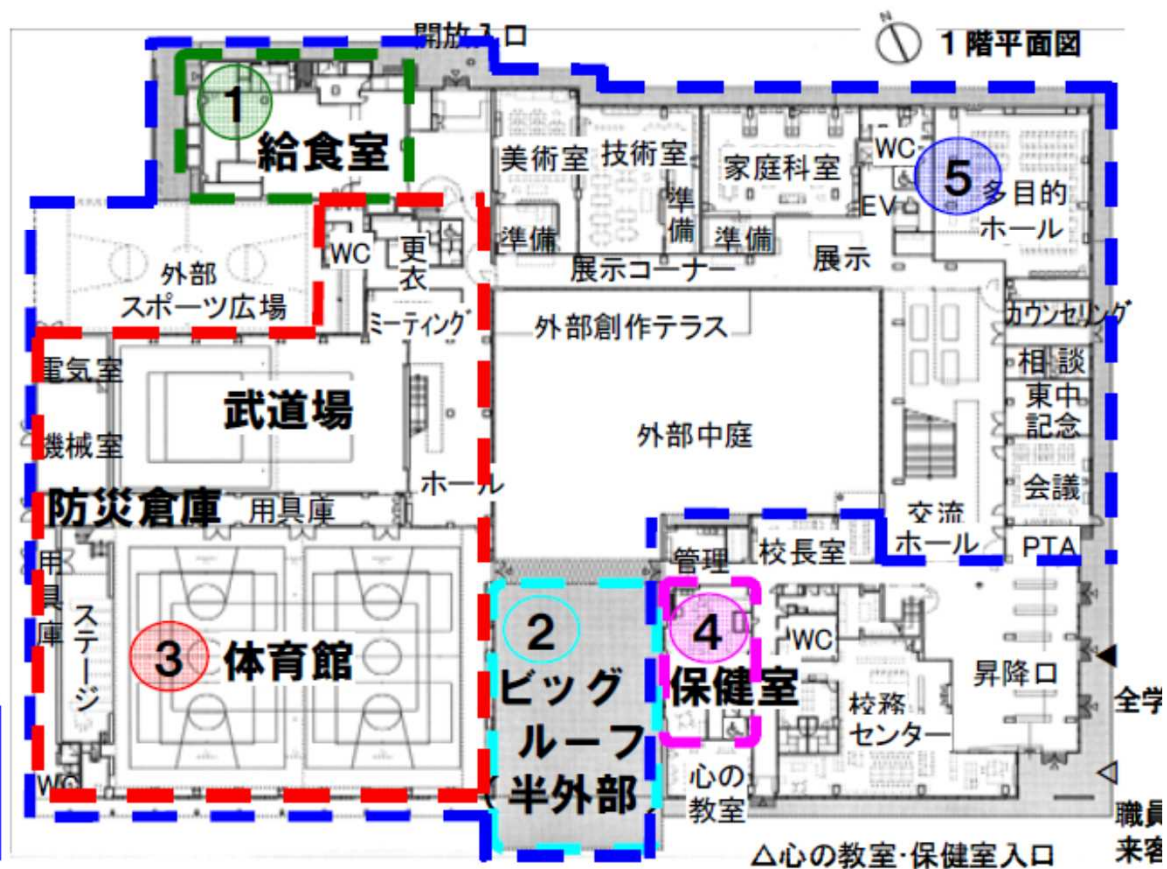 開放入口
N
1階平面図
1
給食室
美術室
技術室
家庭科室
WC
5
多目的
ホール
EV
準備
準備
準備
展示コーナー
展示
WC
更衣
ミーティング
外部
スポーツ広場
外部創作テラス
カウンセリング
相談
東中
記念
会議
PTA
電気室
武道場
機械室
外部中庭
ホール
交流
ホール
防災倉庫
用具庫
用具庫
ステージ
3
体育館
WC
2
ビッグ
ルーフ
半外部
管理
校長室
4
保健室
WC
校務
センター
昇降口
心の
教室
△心の教室・保健室入口
全学
職員
来客